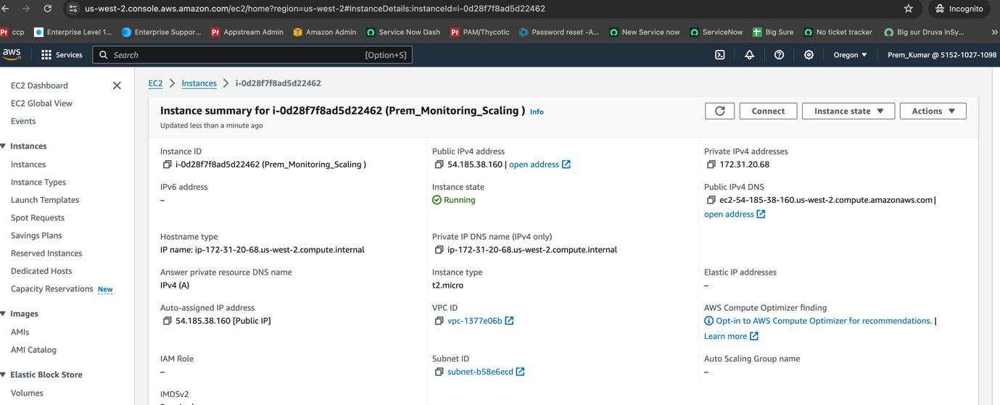 us-west-2.console.aws.amazon.com/ec2/home?region=us-west-2#InstanceDetails:instanceId=i-0d28f7f8ad5d22462
Incognito
ccp
Enterprise Level 1...
Enterprise Suppor...
Appstream Admin
Amazon Admin
Service Now Dash
PAM/Thycotic
Password reset -A...
New Service now
ServiceNow
Big Sure
No ticket tracker
Big sur Druva inSy...
aws
Services
Search
[Option+S]
Oregon
Prem_Kumar @ 5152-1027-1098
EC2 Dashboard
EC2 Global View
Events
Instances
Instances
Instance Types
Launch Templates
Spot Requests
Savings Plans
Reserved Instances
Dedicated Hosts
Capacity Reservations New
Images
AMIs
AMI Catalog
Elastic Block Store
Volumes
EC2 > Instances > i-0d28f7f8ad5d22462
Instance summary for i-0d28f7f8ad5d22462 (Prem_Monitoring_Scaling ) Info
Updated less than a minute ago
Connect
Instance state
Actions
Instance ID
i-0d28f7f8ad5d22462 (Prem_Monitoring_Scaling )
Public IPv4 address
54.185.38.160 | open address
Private IPv4 addresses
172.31.20.68
IPv6 address
–
Instance state
Running
Public IPv4 DNS
ec2-54-185-38-160.us-west-2.compute.amazonaws.com |
open address
Hostname type
IP name: ip-172-31-20-68.us-west-2.compute.internal
Private IP DNS name (IPv4 only)
ip-172-31-20-68.us-west-2.compute.internal
Answer private resource DNS name
IPv4 (A)
Instance type
t2.micro
Elastic IP addresses
–
Auto-assigned IP address
54.185.38.160 [Public IP]
VPC ID
vpc-1377e06b
AWS Compute Optimizer finding
Opt-in to AWS Compute Optimizer for recommendations. |
Learn more
IAM Role
–
Subnet ID
subnet-b58e6ecd
Auto Scaling Group name
–
IMDSv2